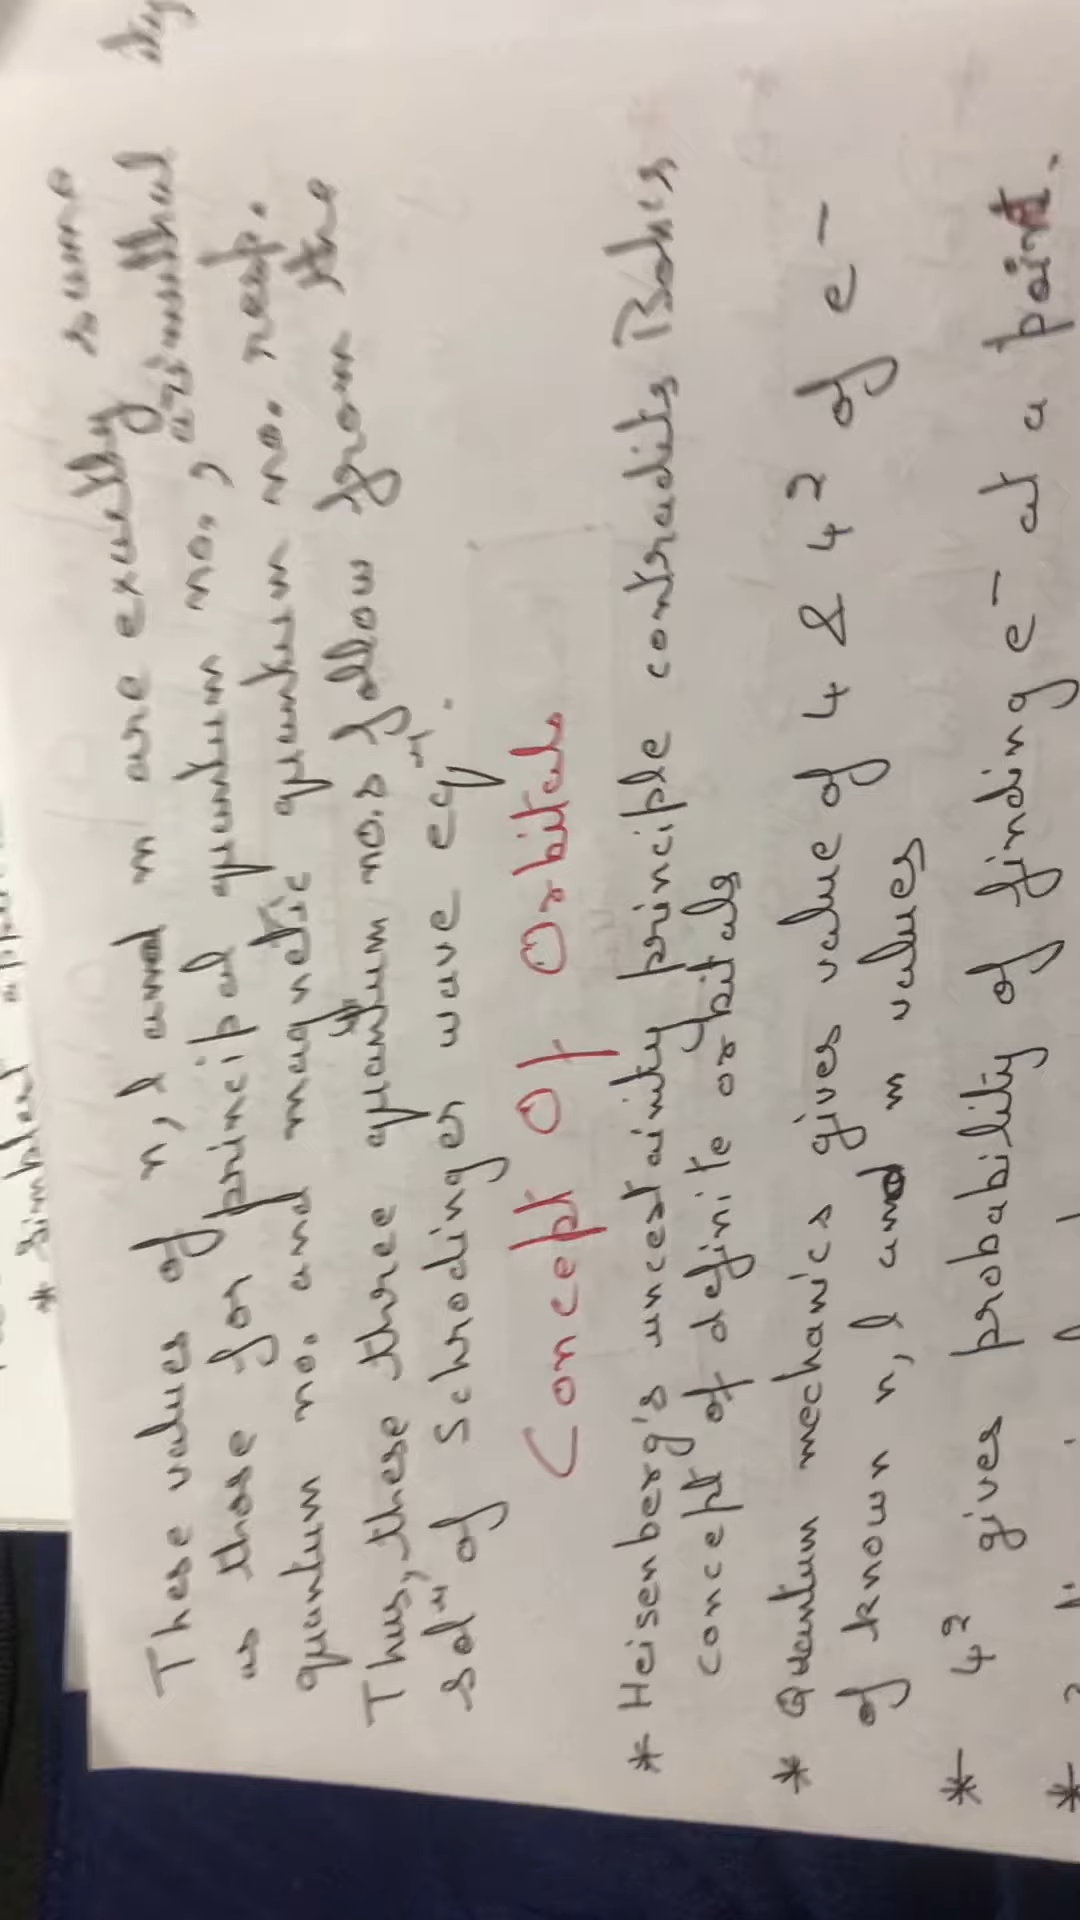 * Simpler
These values of n, l and m are exactly same
as those for principal quantum no., azimuthal
quantum no. and magnetic quantum no. resp.
Thus, these three quantum no.s follow from the
solⁿ of Schrodinger wave eqⁿ.
Concept Of Orbitals
* Heisenberg's uncertainity principle contradits Bohrs
concept of definite orbitals
* Quantum mechanics gives value of ψ & ψ² of e-
of known n, l and m values
* ψ² gives probability of finding e- at a point.
*